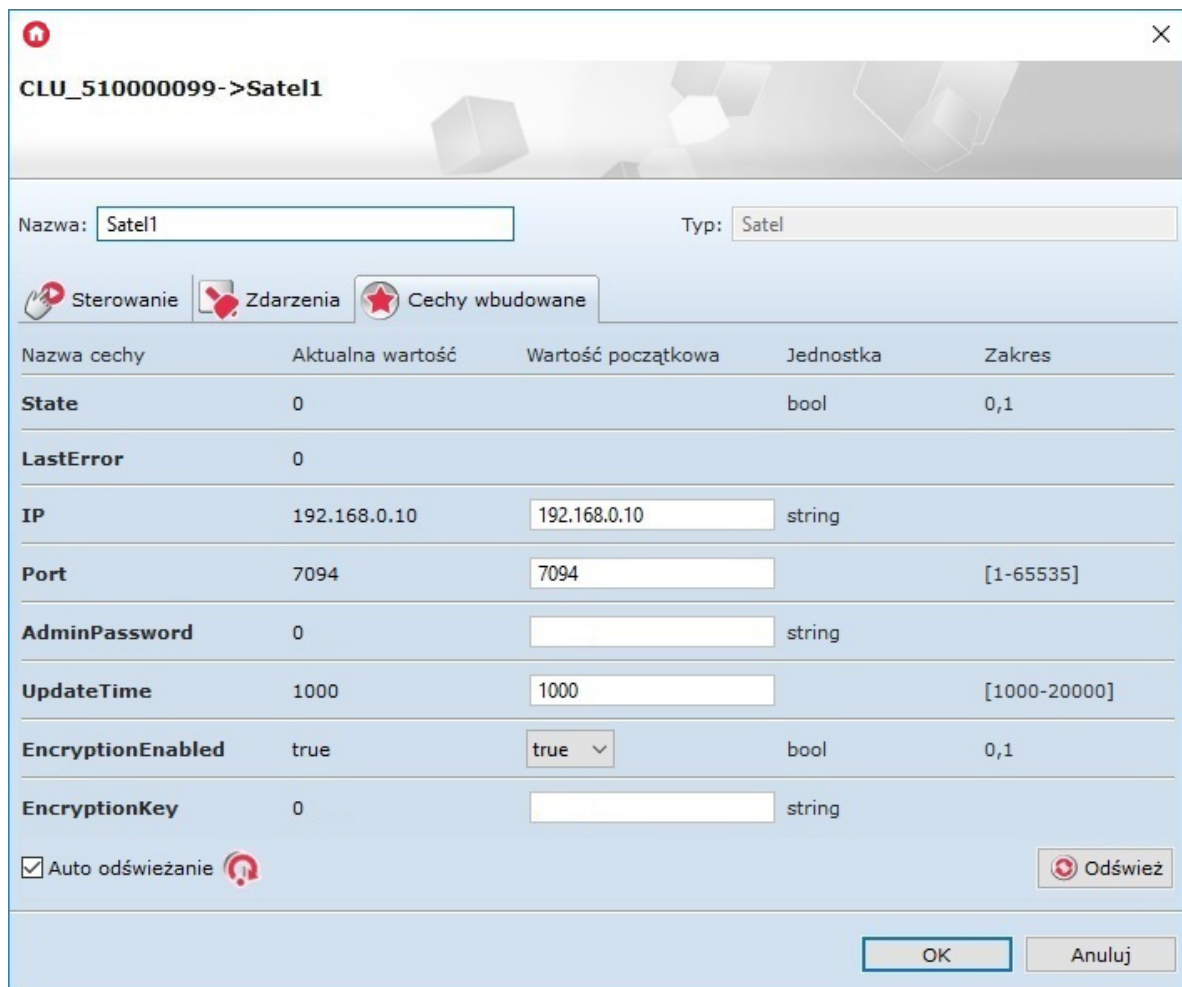 CLU_510000099->Satel1
Nazwa: Satel1 Typ: Satel
Sterowanie Zdarzenia Cechy wbudowane
Nazwa cechy Aktualna wartość Wartość początkowa Jednostka Zakres
State 0 bool 0,1
LastError 0
IP 192.168.0.10 192.168.0.10 string
Port 7094 7094 [1-65535]
AdminPassword 0 string
UpdateTime 1000 1000 [1000-20000]
EncryptionEnabled true true bool 0,1
EncryptionKey 0 string
Auto odświeżanie Odśwież
OK Anuluj